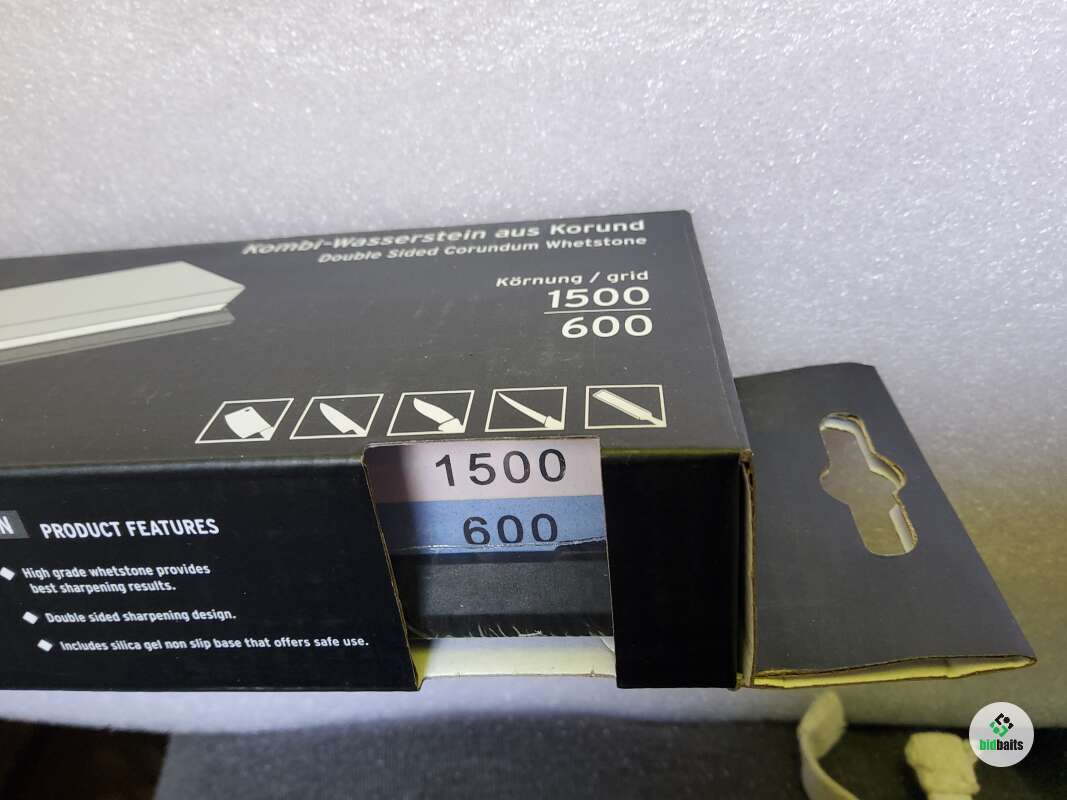 Kombi-Wasserstein aus Korund
Double Sided Corundum Whetstone
Körnung / grid
1500
600
1500
600
N PRODUCT FEATURES
High grade whetstone provides
best sharpening results.
Double sided sharpening design.
Includes silica gel non slip base that offers safe use.
bidbaits